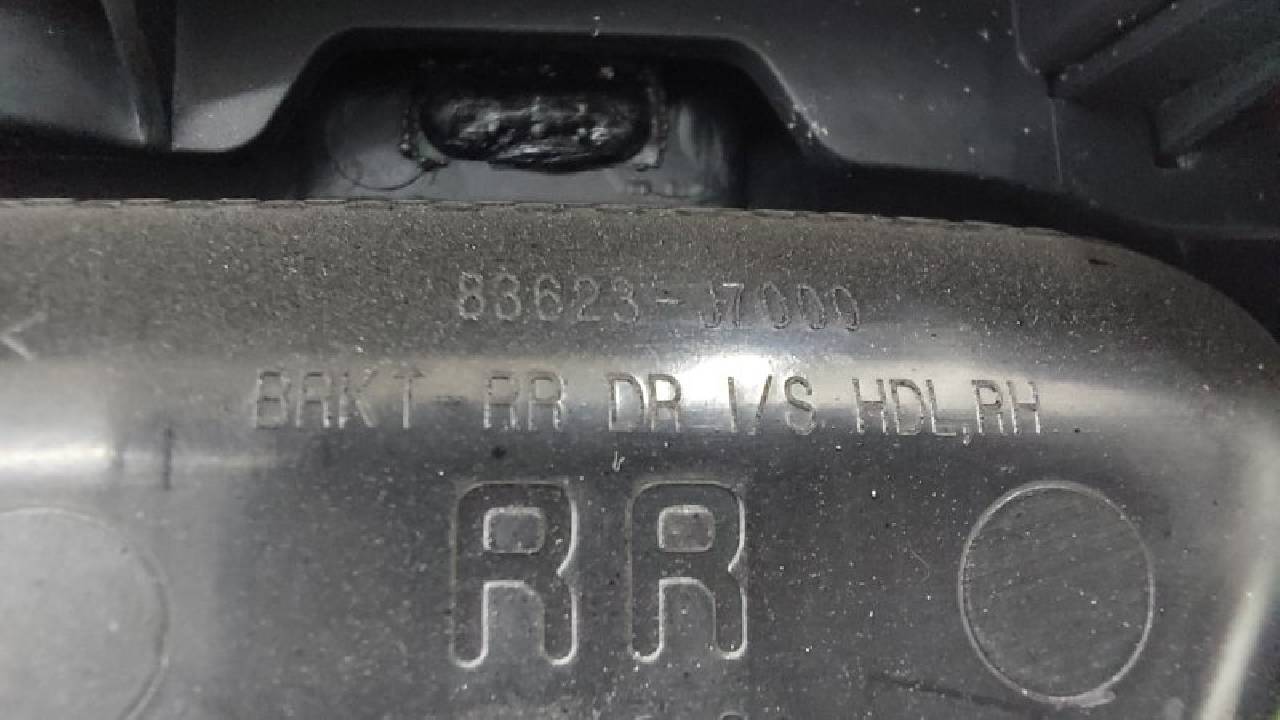 83623-J7000
BRKT-RR DR I/S HDL,RH
RR